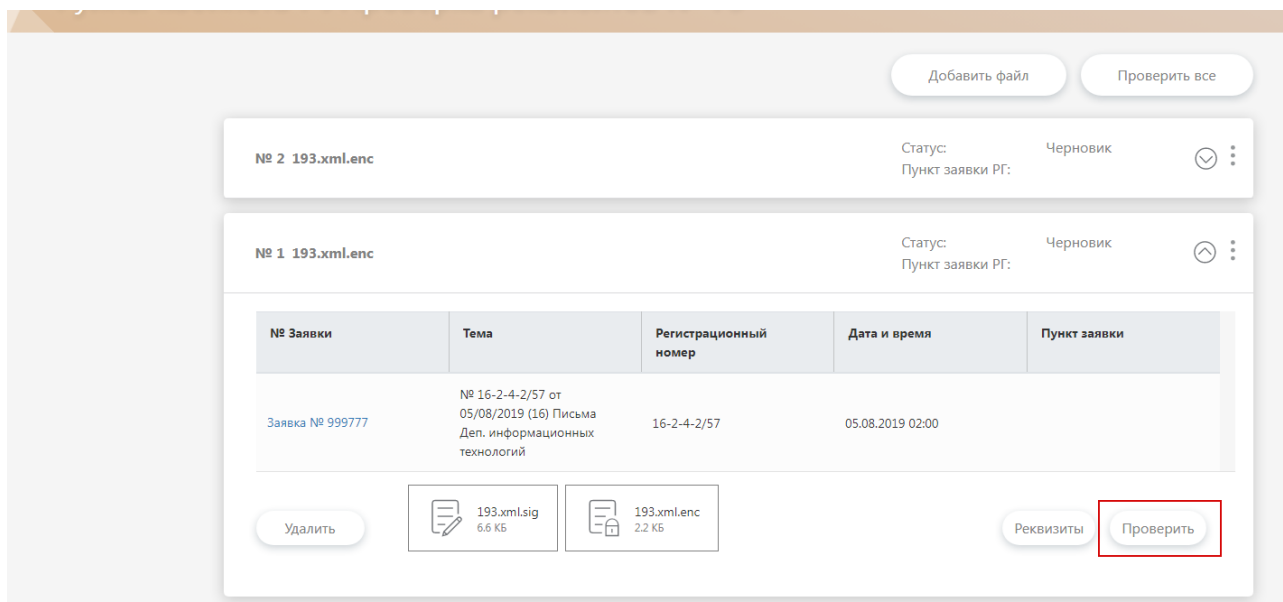 Добавить файл
Проверить все
№ 2 193.xml.enc
Статус: Черновик
Пункт заявки РГ:
№ 1 193.xml.enc
Статус: Черновик
Пункт заявки РГ:
№ Заявки
Тема
Регистрационный
номер
Дата и время
Пункт заявки
Заявка № 999777
№ 16-2-4-2/57 от
05/08/2019 (16) Письма
Деп. информационных
технологий
16-2-4-2/57
05.08.2019 02:00
Удалить
193.xml.sig
6.6 КБ
193.xml.enc
2.2 КБ
Реквизиты
Проверить